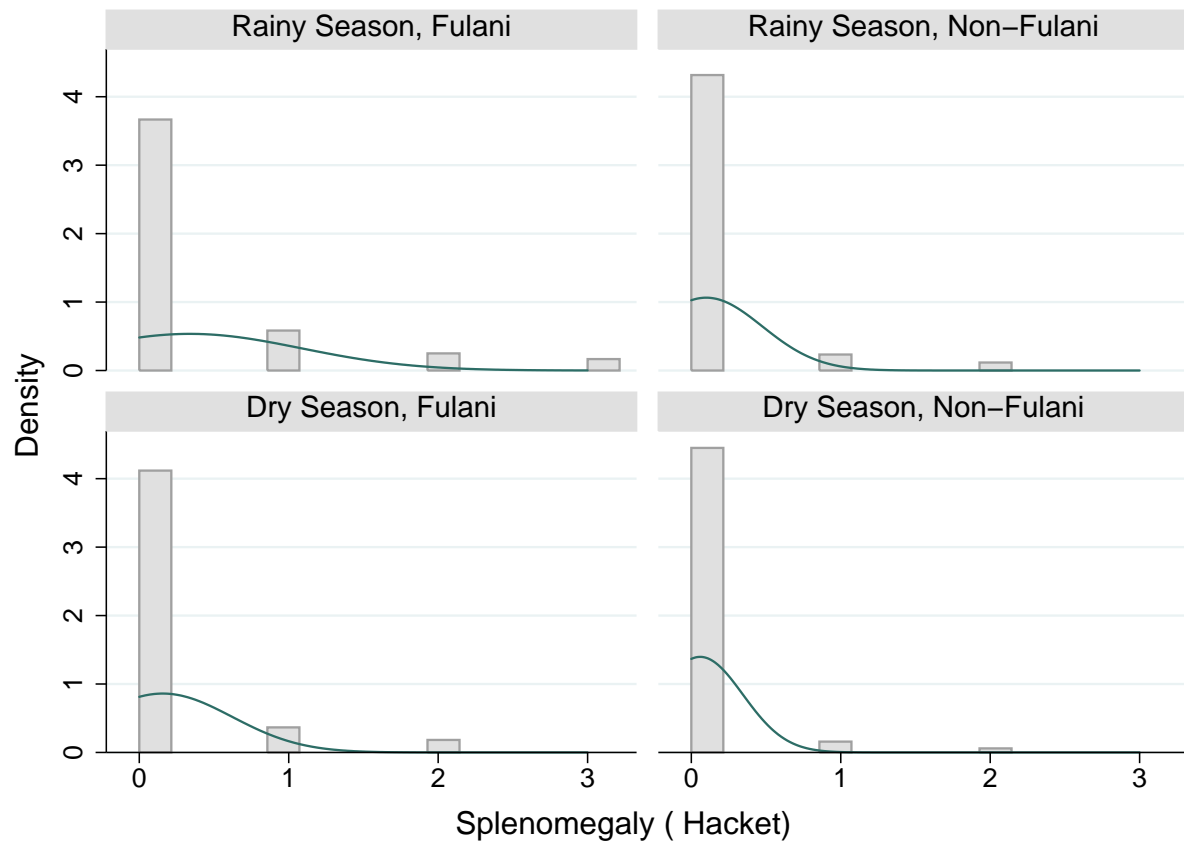 Rainy Season, Fulani
Rainy Season, Non−Fulani
4
3
2
1
0
Dry Season, Fulani
Dry Season, Non−Fulani
4
3
2
1
0
0 1 2 3
0 1 2 3
Density
Splenomegaly ( Hacket)